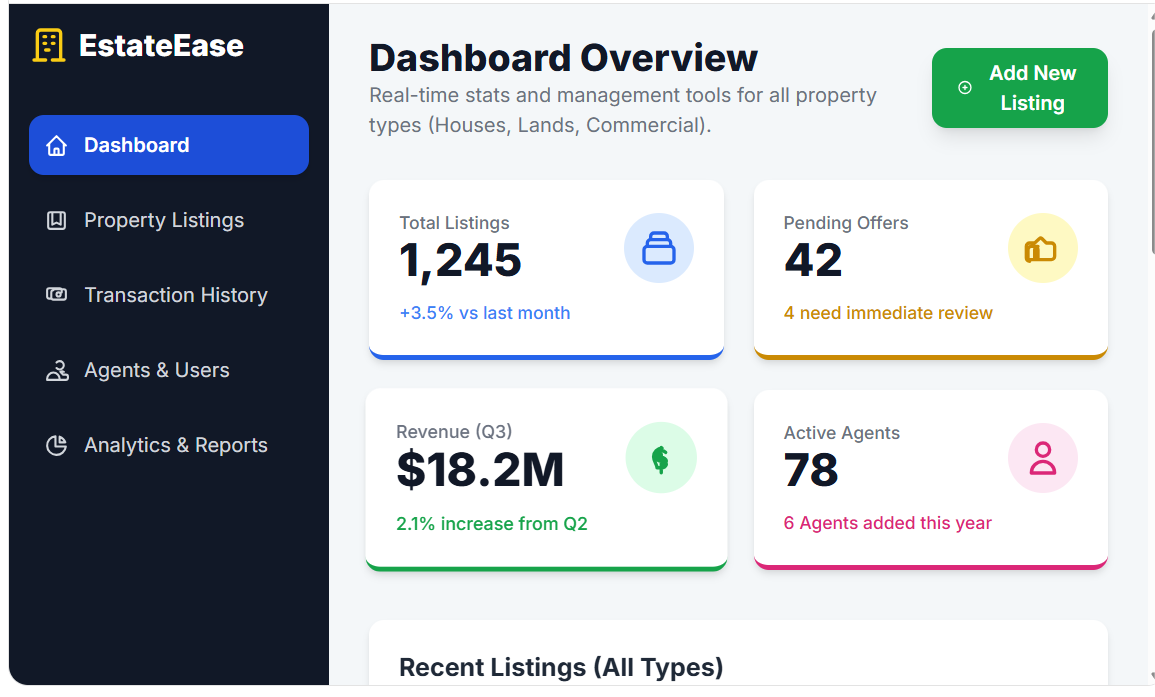 EstateEase
Dashboard
Property Listings
Transaction History
Agents & Users
Analytics & Reports
Dashboard Overview
Real-time stats and management tools for all property
types (Houses, Lands, Commercial).
Add New
Listing
Total Listings
1,245
+3.5% vs last month
Pending Offers
42
4 need immediate review
Revenue (Q3)
$18.2M
2.1% increase from Q2
Active Agents
78
6 Agents added this year
Recent Listings (All Types)